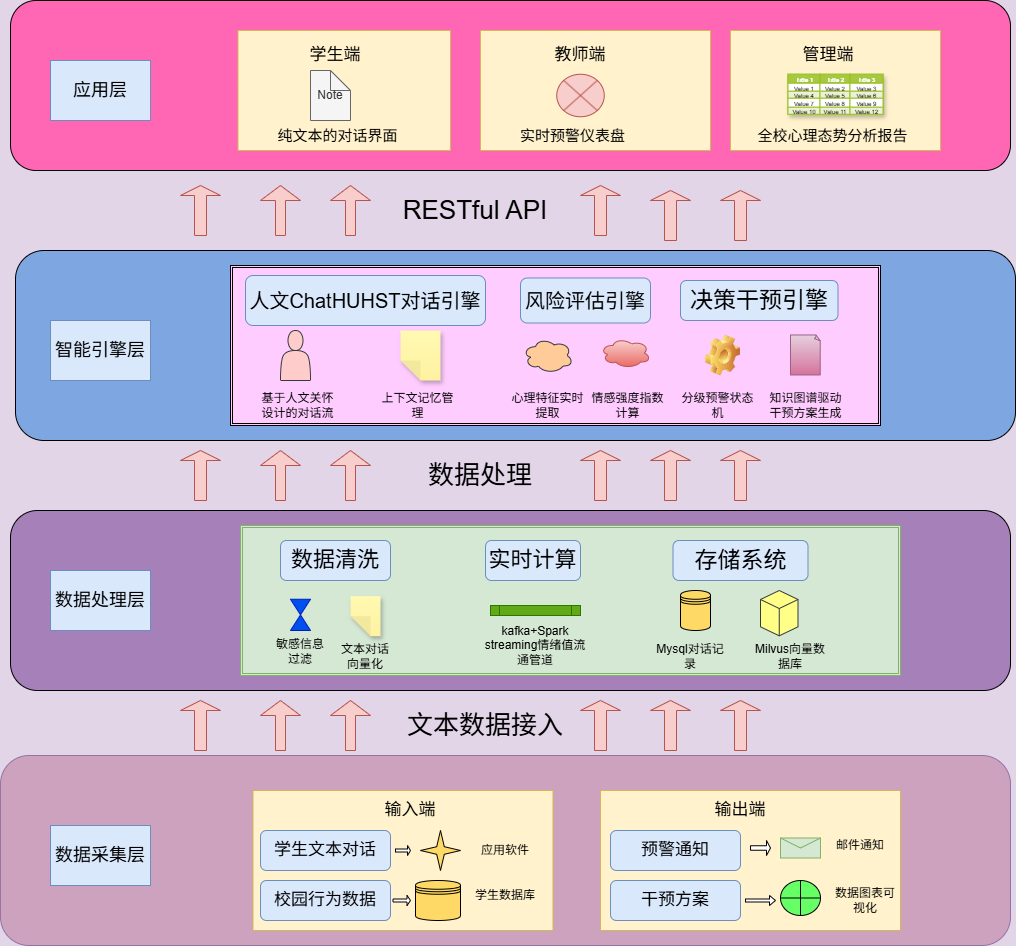 应用层
学生端
Note
纯文本的对话界面
教师端
实时预警仪表盘
管理端
Title 1 Title 2 Title 3
Value 1 Value 2 Value 3
Value 4 Value 5 Value 6
Value 7 Value 8 Value 9
Value 10 Value 11 Value 12
全校心理态势分析报告
RESTful API
智能引擎层
人文ChatHUHST对话引擎
基于人文关怀
设计的对话流
上下文记忆管
理
风险评估引擎
心理特征实时
提取
情感强度指数
计算
决策干预引擎
分级预警状态
机
知识图谱驱动
干预方案生成
数据处理
数据处理层
数据清洗
敏感信息
过滤
文本对话
向量化
实时计算
kafka+Spark
streaming情绪值流
通管道
存储系统
Mysql对话记
录
Milvus向量数
据库
文本数据接入
数据采集层
输入端
学生文本对话
应用软件
校园行为数据
学生数据库
输出端
预警通知
邮件通知
干预方案
数据图表可
视化